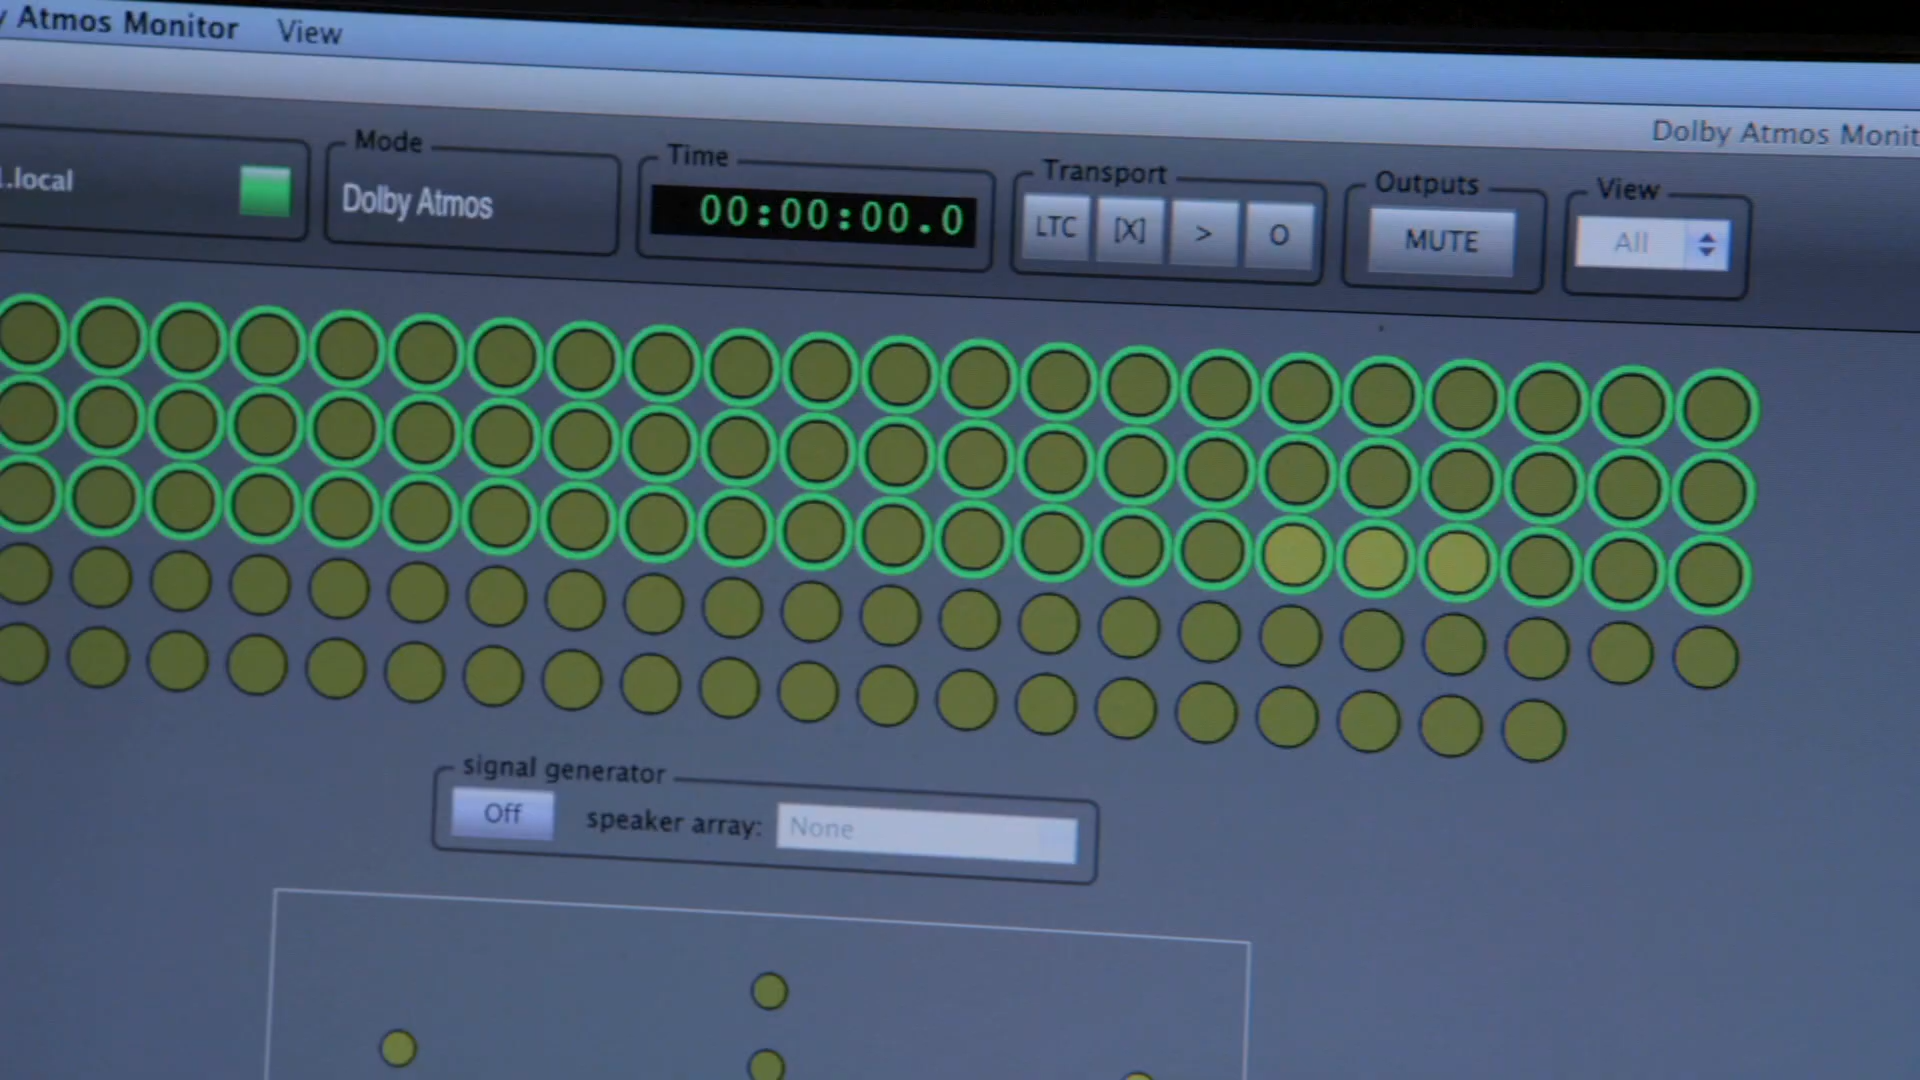 Atmos Monitor View
Dolby Atmos Monit
.local
Mode
Dolby Atmos
Time
00:00:00.0
Transport
LTC [X] > O
Outputs
MUTE
View
All
signal generator
Off speaker array: None